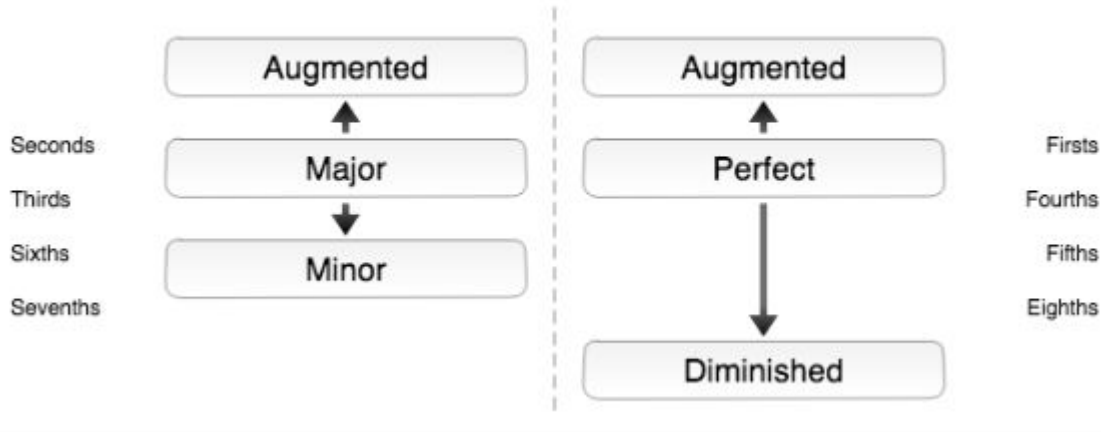 Augmented
Augmented
Seconds
Major
Perfect
Firsts
Thirds
Fourths
Sixths
Minor
Fifths
Sevenths
Eighths
Diminished